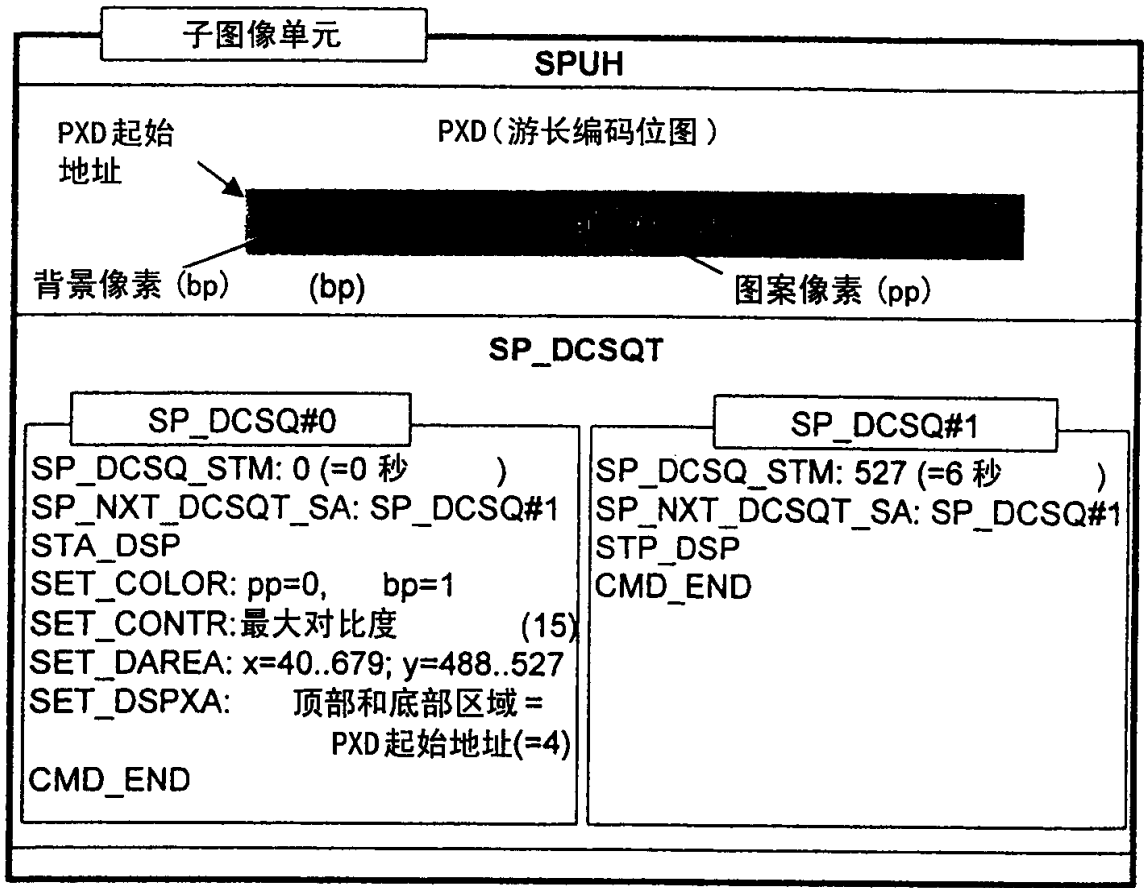 子图像单元
SPUH
PXD起始
地址
PXD(游长编码位图)
背景像素 (bp)
(bp)
图案像素 (pp)
SP_DCSQT
SP_DCSQ#0
SP_DCSQ_STM: 0 (=0 秒 )
SP_NXT_DCSQT_SA: SP_DCSQ#1
STA_DSP
SET_COLOR: pp=0, bp=1
SET_CONTR:最大对比度 (15)
SET_DAREA: x=40..679; y=488..527
SET_DSPXA: 顶部和底部区域=
PXD起始地址(=4)
CMD_END
SP_DCSQ#1
SP_DCSQ_STM: 527 (=6 秒 )
SP_NXT_DCSQT_SA: SP_DCSQ#1
STP_DSP
CMD_END